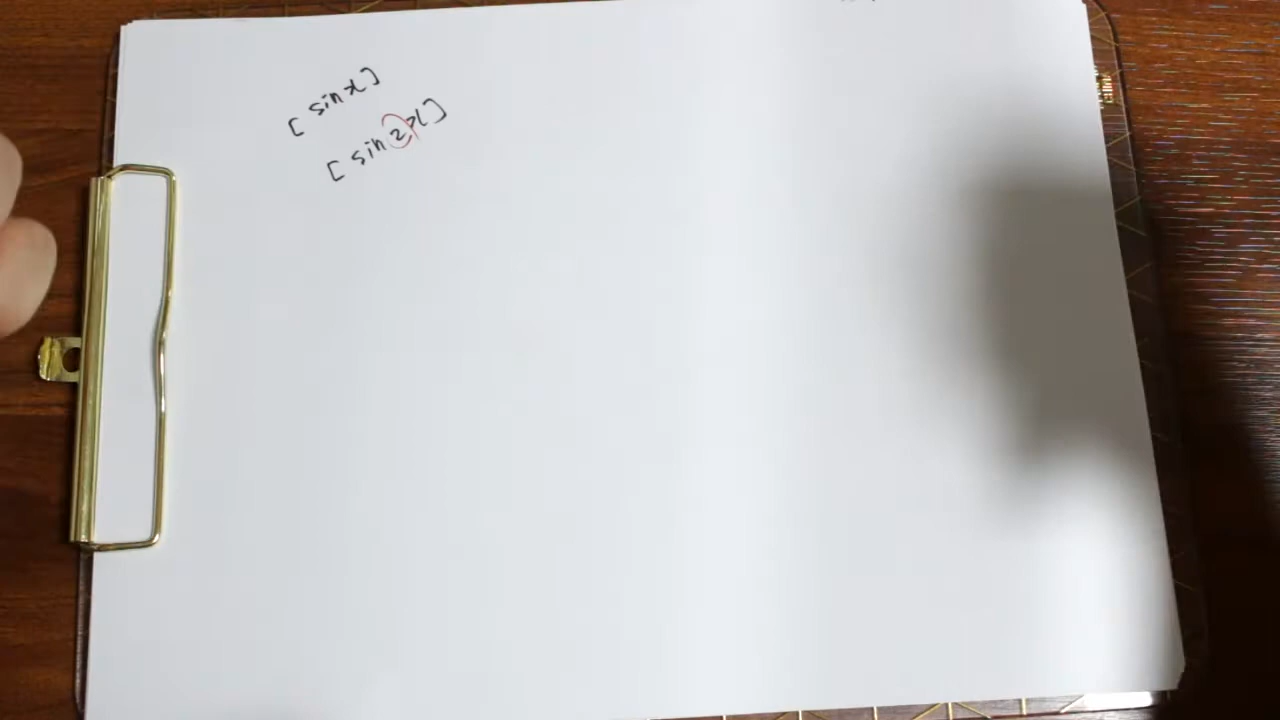 [ sin x ]
[ sin 2x ]